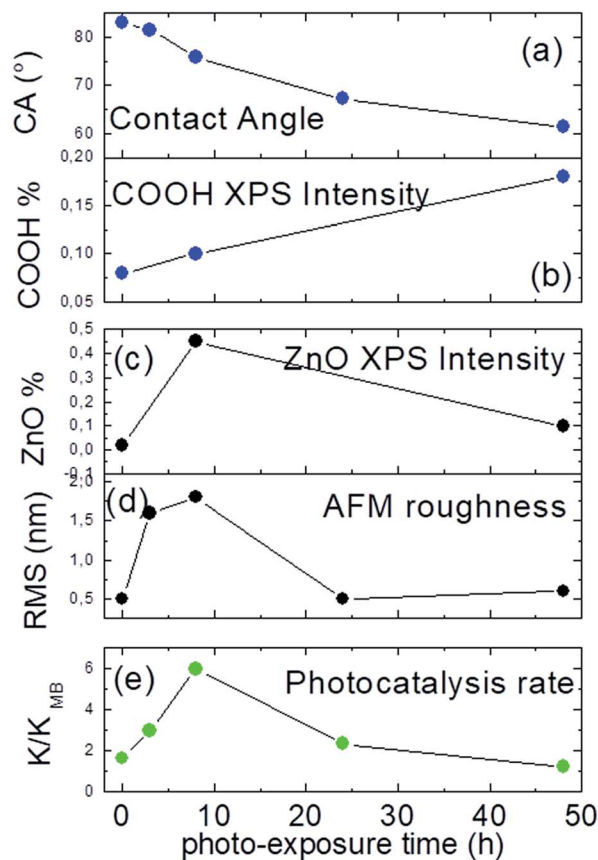 80
70
60
CA (°)
(a)
Contact Angle
0,20
0,15
0,10
0,05
COOH %
COOH XPS Intensity
(b)
0,5
0,4
0,3
0,2
0,1
0,0
-0,1
ZnO %
(c)
ZnO XPS Intensity
2,0
1,5
1,0
0,5
RMS (nm)
(d)
AFM roughness
6
4
2
0
K/K MB
(e)
Photocatalysis rate
0 10 20 30 40 50
photo-exposure time (h)